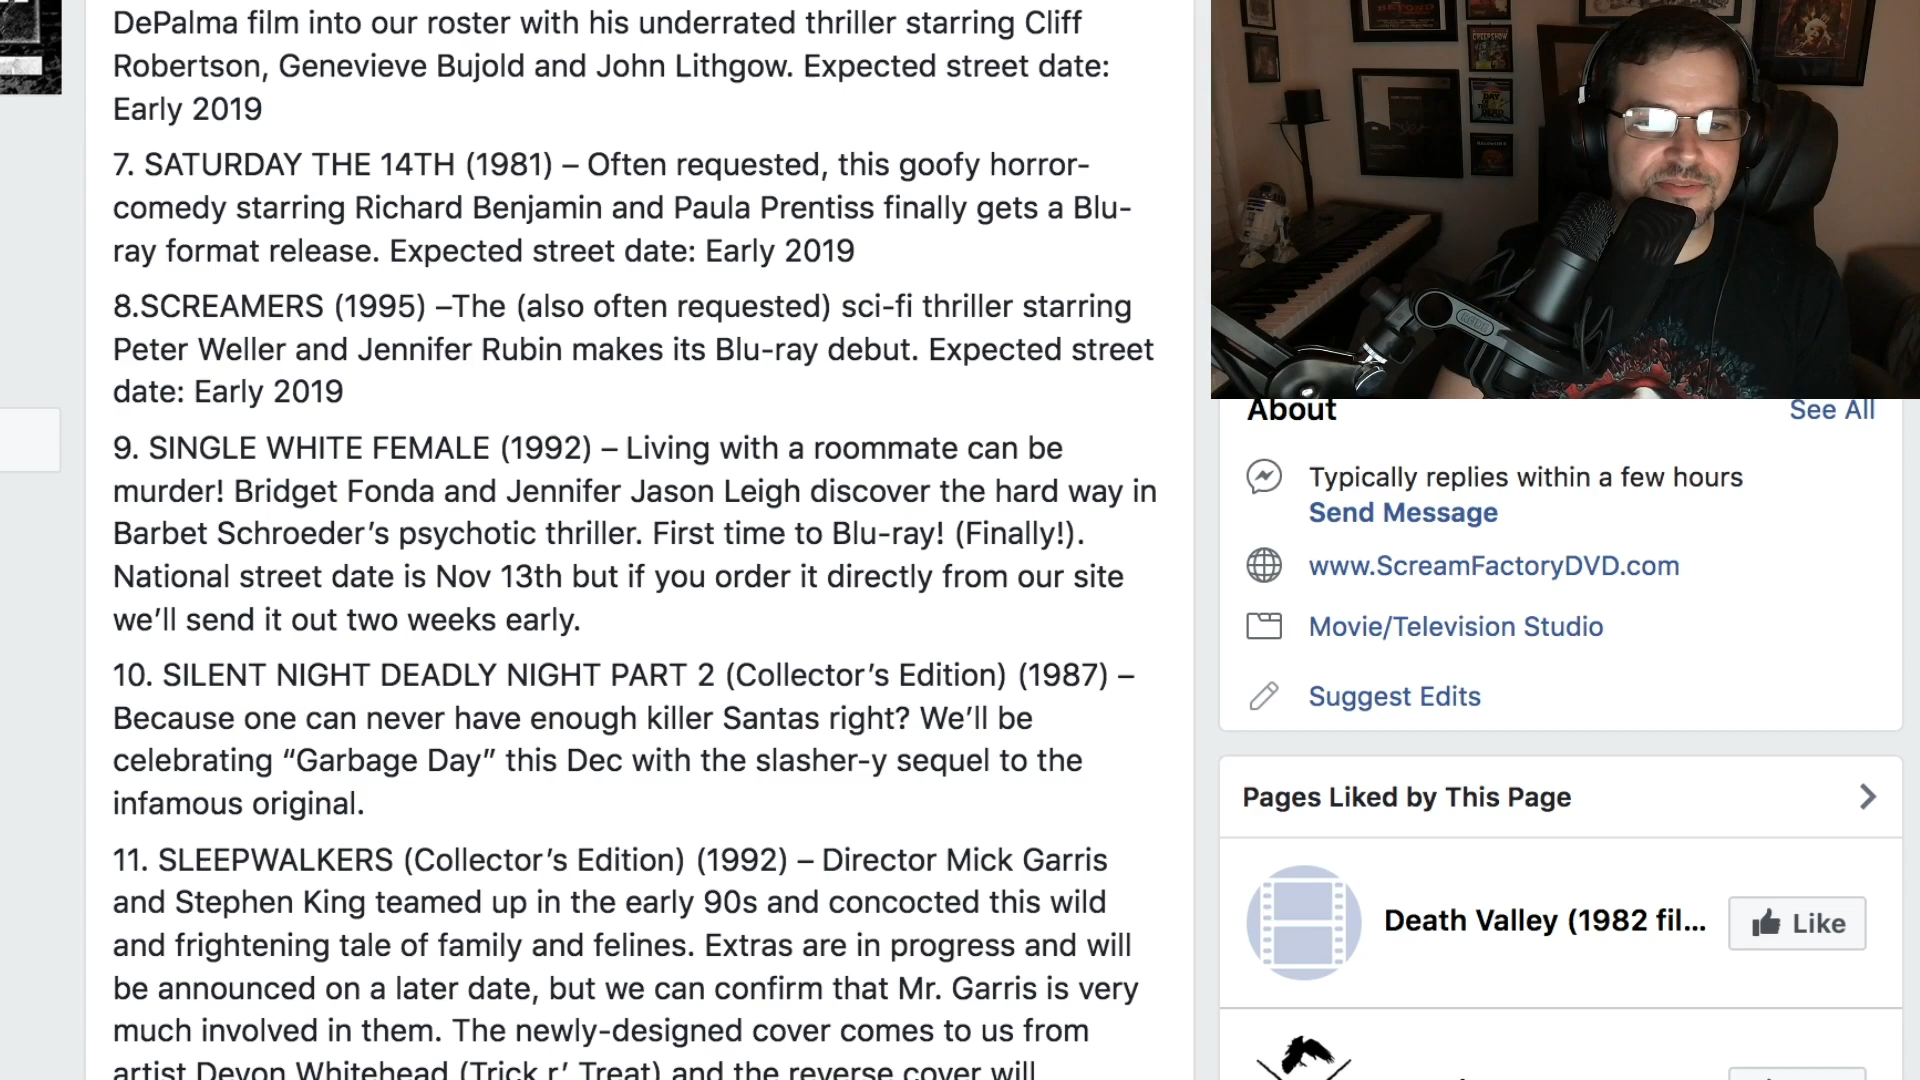 DePalma film into our roster with his underrated thriller starring Cliff
Robertson, Genevieve Bujold and John Lithgow. Expected street date:
Early 2019
7. SATURDAY THE 14TH (1981) – Often requested, this goofy horror-
comedy starring Richard Benjamin and Paula Prentiss finally gets a Blu-
ray format release. Expected street date: Early 2019
8.SCREAMERS (1995) –The (also often requested) sci-fi thriller starring
Peter Weller and Jennifer Rubin makes its Blu-ray debut. Expected street
date: Early 2019
9. SINGLE WHITE FEMALE (1992) – Living with a roommate can be
murder! Bridget Fonda and Jennifer Jason Leigh discover the hard way in
Barbet Schroeder’s psychotic thriller. First time to Blu-ray! (Finally!).
National street date is Nov 13th but if you order it directly from our site
we’ll send it out two weeks early.
10. SILENT NIGHT DEADLY NIGHT PART 2 (Collector’s Edition) (1987) –
Because one can never have enough killer Santas right? We’ll be
celebrating “Garbage Day” this Dec with the slasher-y sequel to the
infamous original.
11. SLEEPWALKERS (Collector’s Edition) (1992) – Director Mick Garris
and Stephen King teamed up in the early 90s and concocted this wild
and frightening tale of family and felines. Extras are in progress and will
be announced on a later date, but we can confirm that Mr. Garris is very
much involved in them. The newly-designed cover comes to us from
artist Devon Whitehead (Trick r’ Treat) and the reverse cover will
BEYOND
CREEPSHOW
RODE
About
See All
Typically replies within a few hours
Send Message
www.ScreamFactoryDVD.com
Movie/Television Studio
Suggest Edits
Pages Liked by This Page
Death Valley (1982 fil...
Like